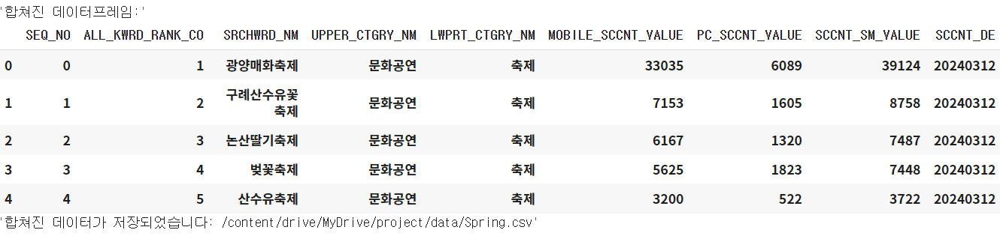 '합쳐진 데이터프레임:'
SEQ_NO ALL_KWRD_RANK_CO SRCHWRD_NM UPPER_CTGRY_NM LWPRT_CTGRY_NM MOBILE_SCCNT_VALUE PC_SCCNT_VALUE SCCNT_SM_VALUE SCCNT_DE
0 0 1 광양매화축제 문화공연 축제 33035 6089 39124 20240312
1 1 2 구례산수유꽃 문화공연 축제 7153 1605 8758 20240312
축제
2 2 3 논산딸기축제 문화공연 축제 6167 1320 7487 20240312
3 3 4 벚꽃축제 문화공연 축제 5625 1823 7448 20240312
4 4 5 산수유축제 문화공연 축제 3200 522 3722 20240312
'합쳐진 데이터가 저장되었습니다: /content/drive/MyDrive/project/data/Spring.csv'